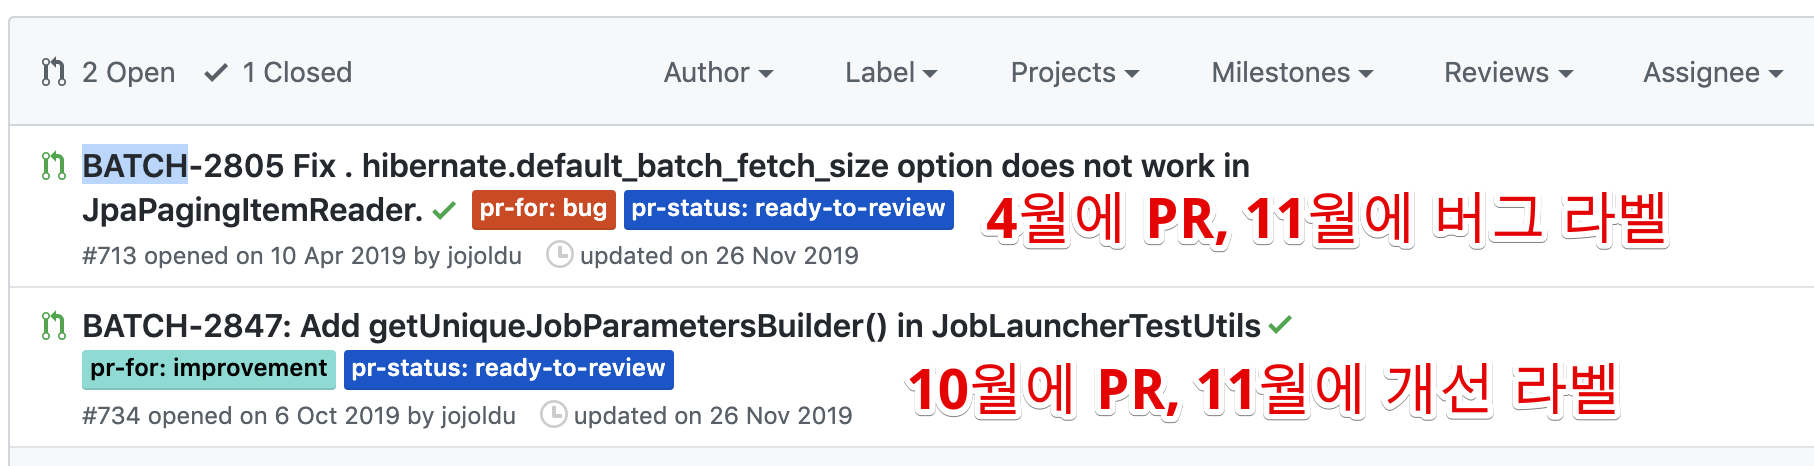 2 Open 1 Closed Author Label Projects Milestones Reviews Assignee
BATCH-2805 Fix . hibernate.default_batch_fetch_size option does not work in
JpaPagingItemReader. pr-for: bug pr-status: ready-to-review
4월에 PR, 11월에 버그 라벨
#713 opened on 10 Apr 2019 by jojoldu updated on 26 Nov 2019
BATCH-2847: Add getUniqueJobParametersBuilder() in JobLauncherTestUtils
pr-for: improvement pr-status: ready-to-review
10월에 PR, 11월에 개선 라벨
#734 opened on 6 Oct 2019 by jojoldu updated on 26 Nov 2019